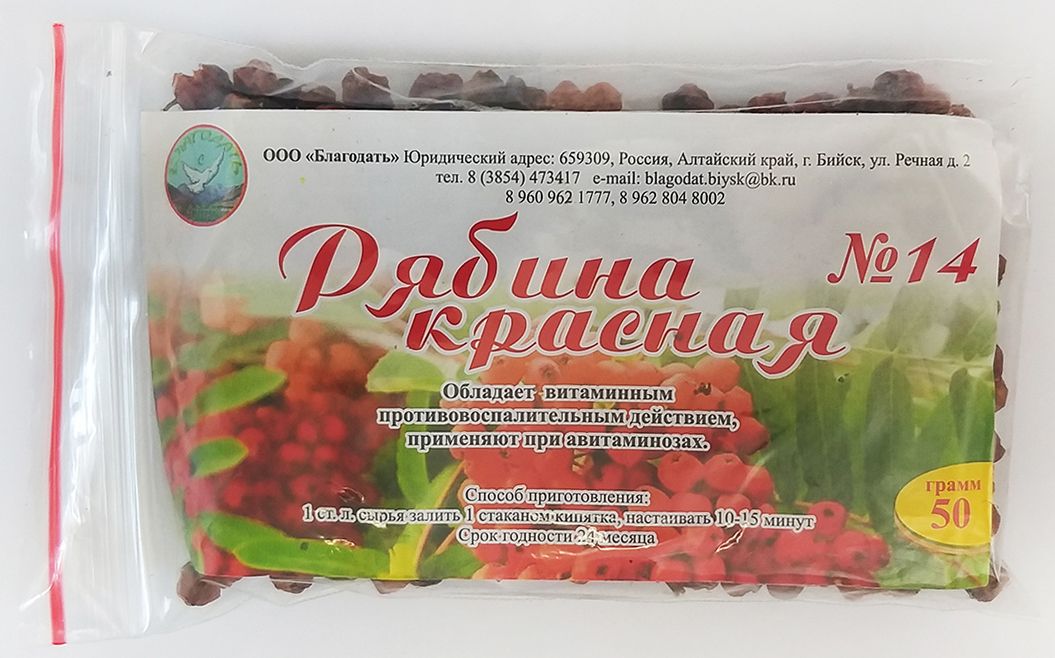 БЛАГОДАТЬ
ООО «Благодать» Юридический адрес: 659309, Россия, Алтайский край, г. Бийск, ул. Речная д. 2
тел. 8 (3854) 473417 e-mail: blagodat.biysk@bk.ru
8 960 962 1777, 8 962 804 8002
Рябина
красная
№14
Обладает витаминным
противовоспалительным действием,
применяют при авитаминозах.
грамм
50
Способ приготовления:
1 ст. л. сырья залить 1 стаканом кипятка, настаивать 10-15 минут
Срок годности 24 месяца